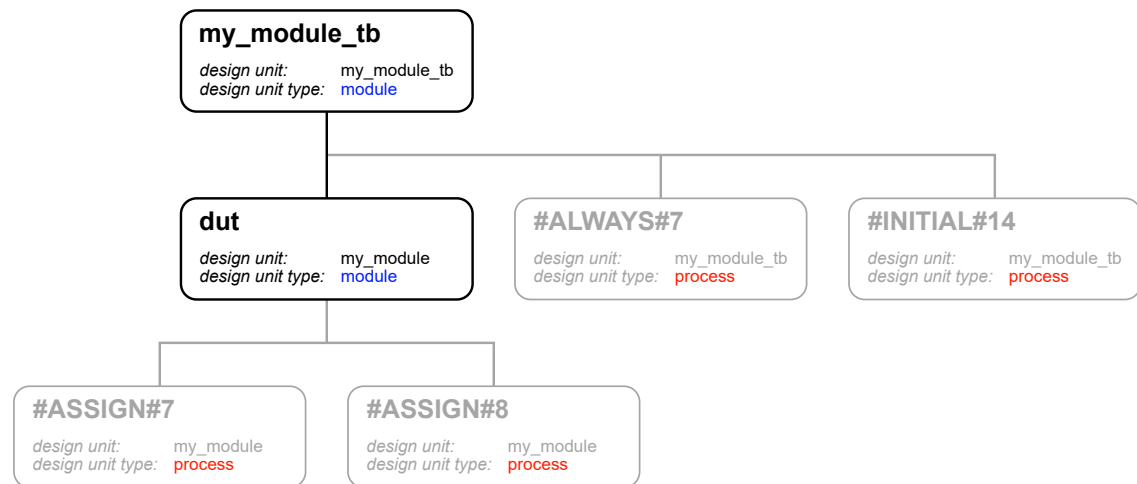 my_module_tb
design unit: my_module_tb
design unit type: module
dut
design unit: my_module
design unit type: module
#ALWAYS#7
design unit: my_module_tb
design unit type: process
#INITIAL#14
design unit: my_module_tb
design unit type: process
#ASSIGN#7
design unit: my_module
design unit type: process
#ASSIGN#8
design unit: my_module
design unit type: process